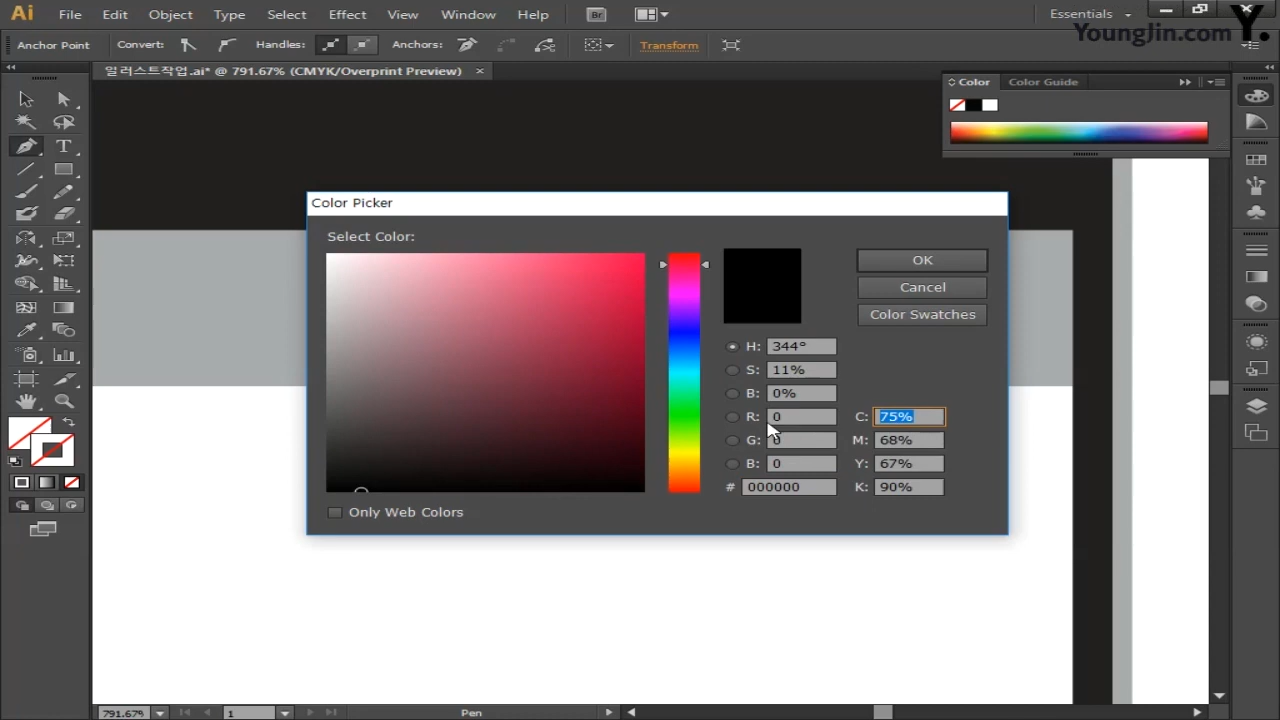 Ai File Edit Object Type Select Effect View Window Help Br Essentials
YoungJin.com Y.
Anchor Point Convert: Handles: Anchors: Transform
일러스트작업.ai* @ 791.67% (CMYK/Overprint Preview) ×
Color Color Guide
Color Picker
Select Color:
OK
Cancel
Color Swatches
H: 344°
S: 11%
B: 0%
R: 0 C: 75%
G: 0 M: 68%
B: 0 Y: 67%
# 000000 K: 90%
Only Web Colors
791.67% 1 Pen